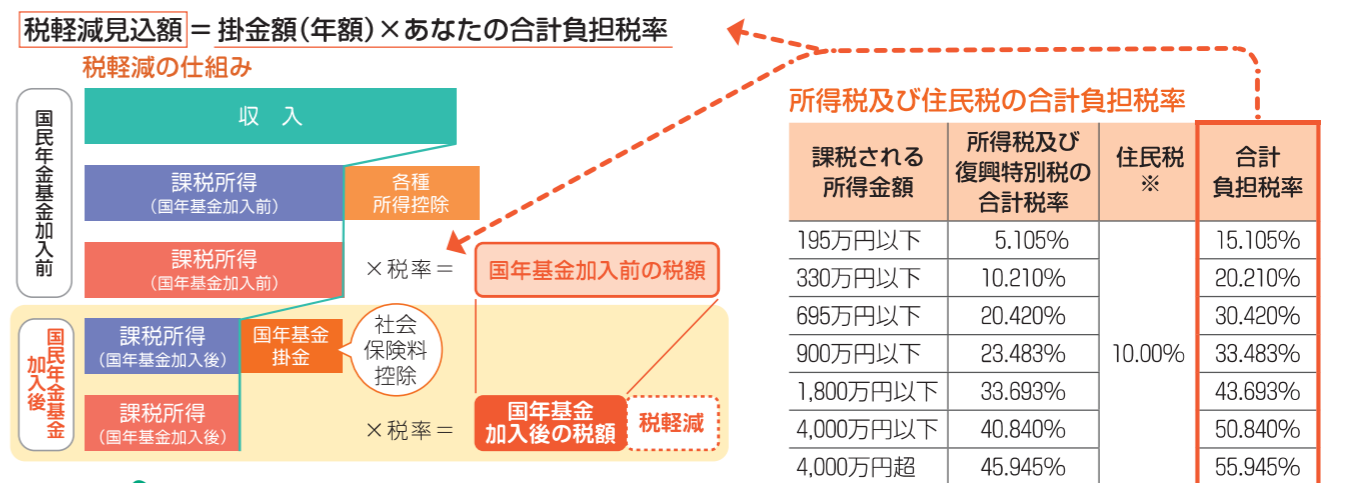 税軽減見込額＝掛金額（年額）×あなたの合計負担税率
税軽減の仕組み
国民年金基金加入前
収　入
課税所得
（国年基金加入前）
各種
所得控除
課税所得
（国年基金加入前）
×税率＝
国年基金加入前の税額
国民年金基金
加入後
課税所得
（国年基金加入後）
国年基金
掛金
社会
保険料
控除
課税所得
（国年基金加入後）
×税率＝
国年基金
加入後の税額
税軽減
所得税及び住民税の合計負担税率
課税される
所得金額
所得税及び
復興特別税の
合計税率
住民税
※
合計
負担税率
195万円以下 5.105% 15.105%
330万円以下 10.210% 20.210%
695万円以下 20.420% 30.420%
900万円以下 23.483% 10.00% 33.483%
1,800万円以下 33.693% 43.693%
4,000万円以下 40.840% 50.840%
4,000万円超 45.945% 55.945%